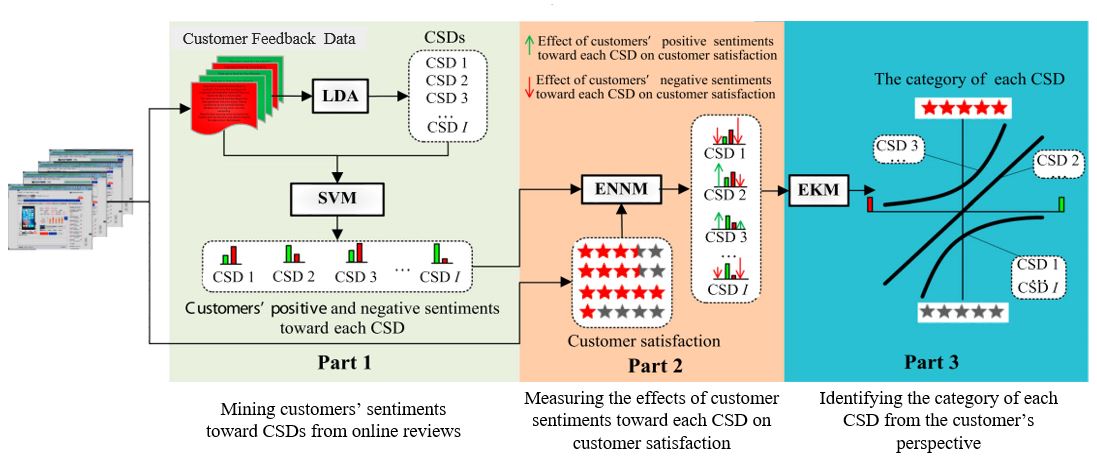 Customer Feedback Data
CSDs
LDA
CSD 1
CSD 2
CSD 3
...
CSD I
SVM
CSD 1
CSD 2
CSD 3
...
CSD I
Customers' positive and negative sentiments
toward each CSD
Part 1
Mining customers' sentiments
toward CSDs from online reviews
Effect of customers' positive sentiments
toward each CSD on customer satisfaction
Effect of customers' negative sentiments
toward each CSD on customer satisfaction
ENNM
CSD 1
CSD 2
CSD 3
...
CSD I
Customer satisfaction
Part 2
Measuring the effects of customer
sentiments toward each CSD on
customer satisfaction
The category of each CSD
EKM
CSD 3
...
CSD 2
...
CSD 1
...
CSD I
Part 3
Identifying the category of each
CSD from the customer's
perspective